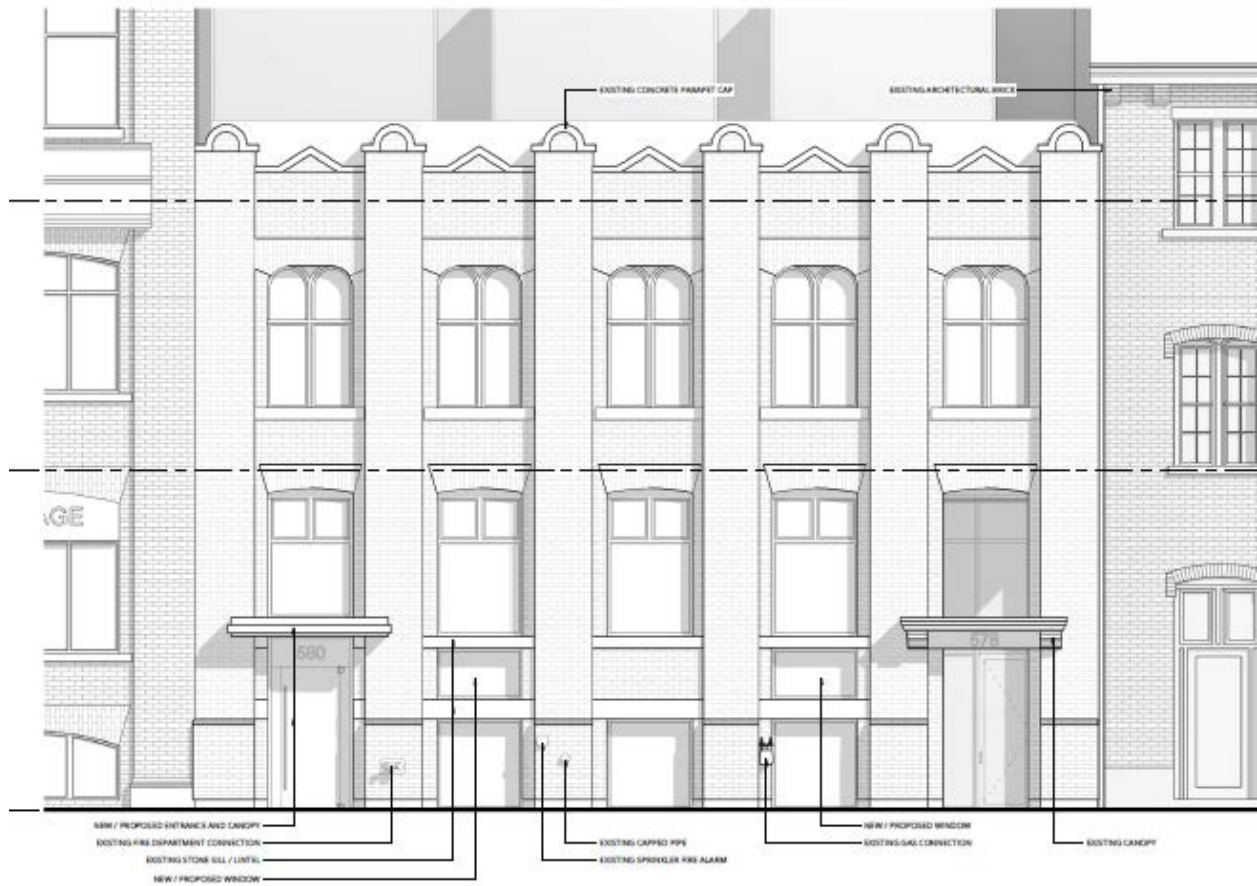 EXISTING CONCRETE PARAPET CAP
EXISTING ARCHITECTURAL BRICK
AGE
580
578
NEW / PROPOSED ENTRANCE AND CANOPY
NEW / PROPOSED WINDOW
EXISTING FIRE DEPARTMENT CONNECTION
EXISTING CAPPED PIPE
EXISTING GAS CONNECTION
EXISTING CANOPY
EXISTING STONE SILL / LINTEL
EXISTING SPRINKLER FIRE ALARM
NEW / PROPOSED WINDOW